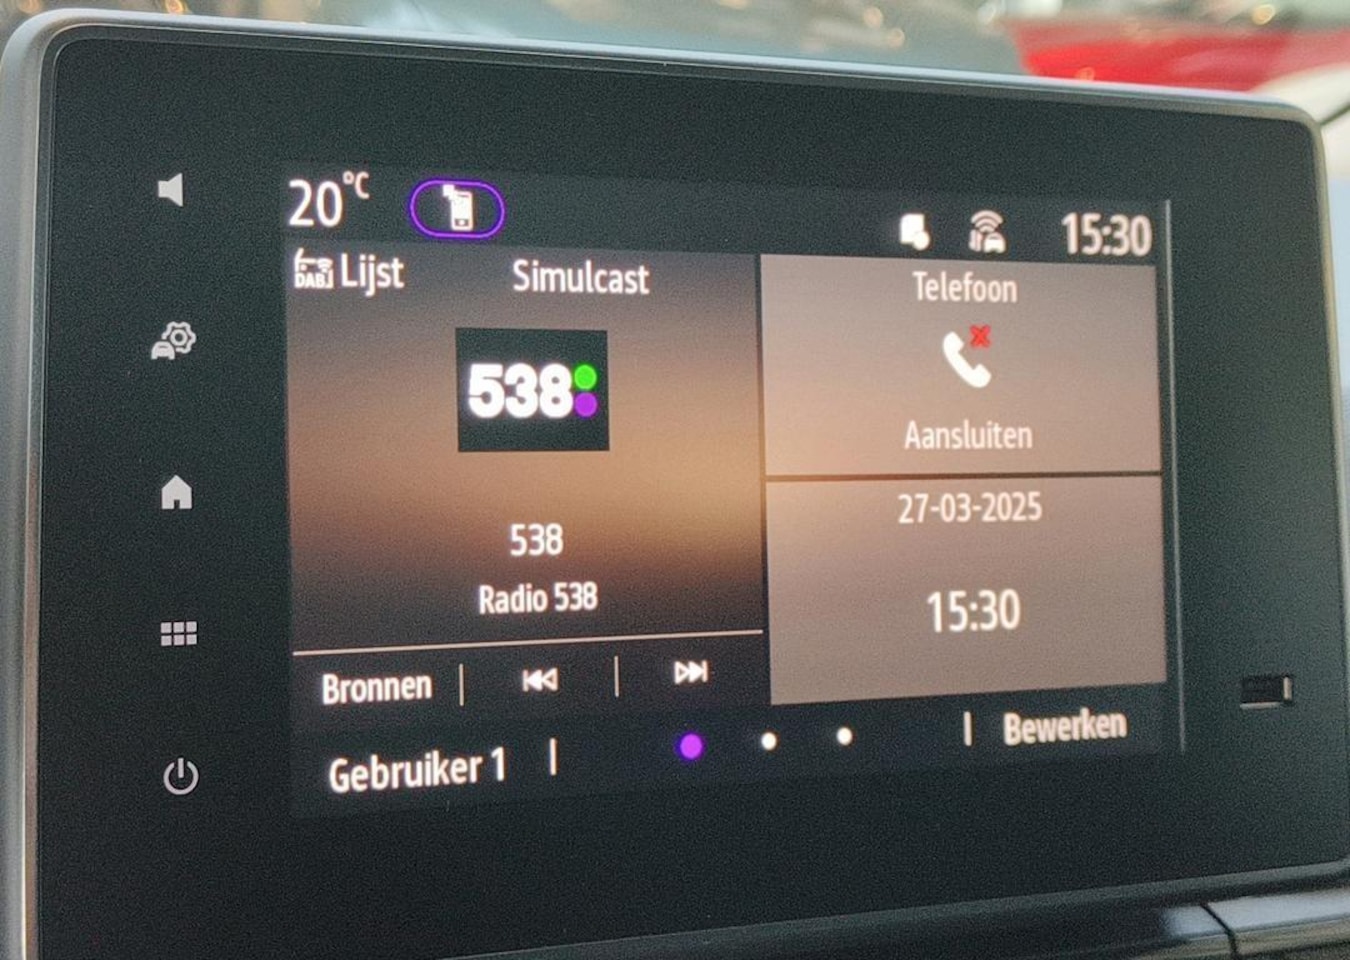 20°C
15:30
DAB Lijst
Simulcast
538
538
Radio 538
Bronnen
Telefoon
Aansluiten
27-03-2025
15:30
Gebruiker 1
Bewerken